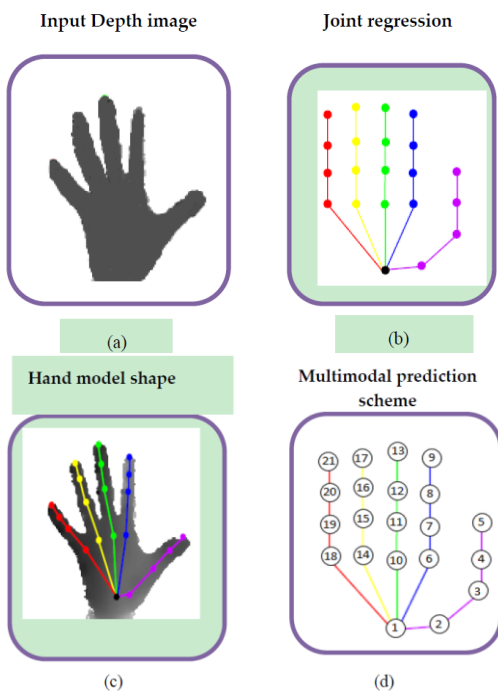 Input Depth image
Joint regression
(a)
(b)
Hand model shape
Multimodal prediction
scheme
(c)
21
17
13
9
20
16
12
8
5
19
15
11
7
4
18
14
10
6
3
1
2
(d)